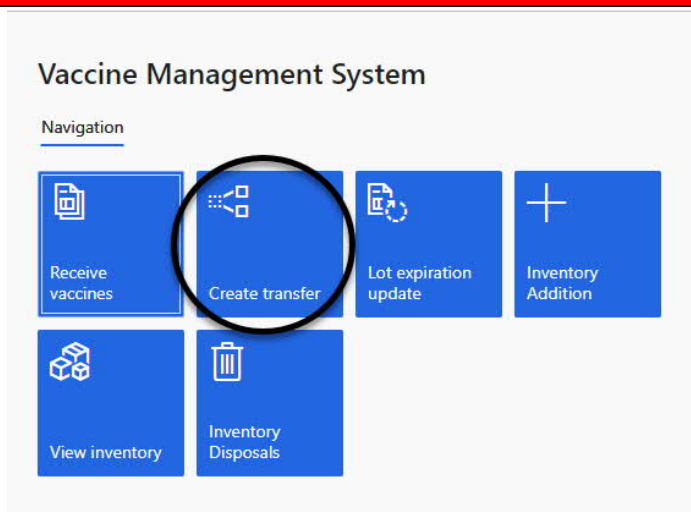 Vaccine Management System
Navigation
Receive
vaccines
Create transfer
Lot expiration
update
Inventory
Addition
View inventory
Inventory
Disposals